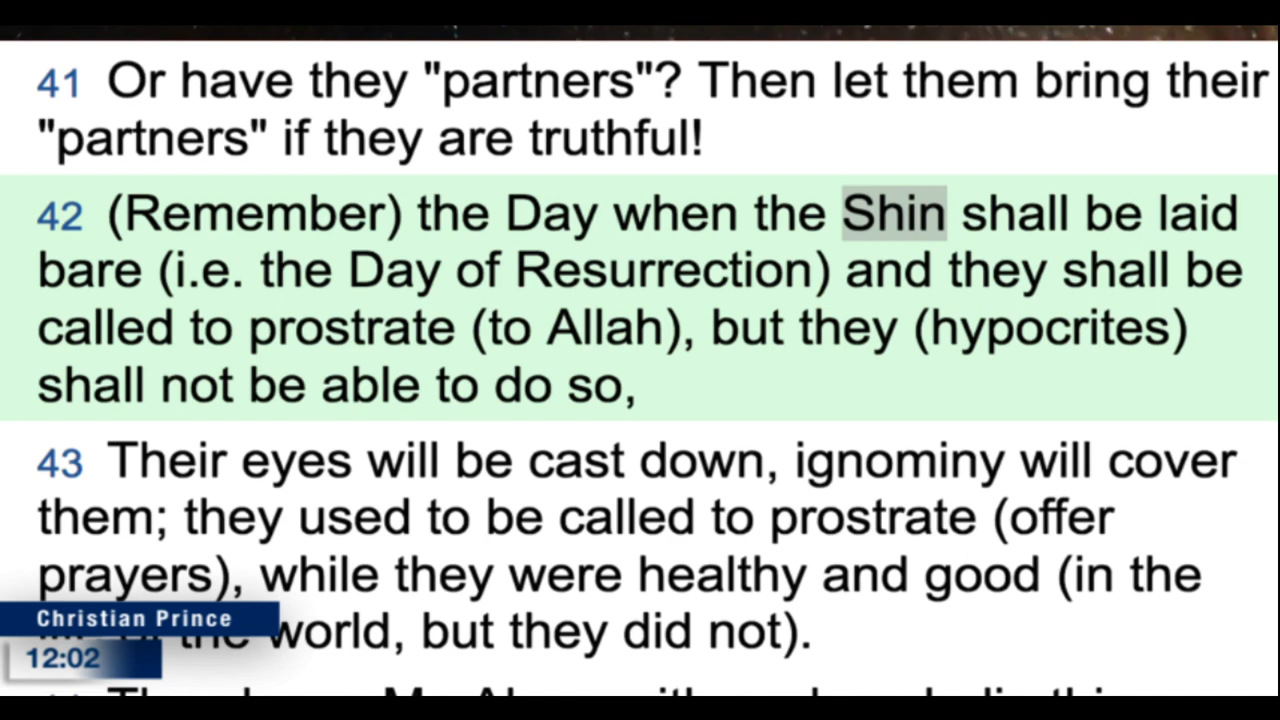 41 Or have they "partners"? Then let them bring their
"partners" if they are truthful!
42 (Remember) the Day when the Shin shall be laid
bare (i.e. the Day of Resurrection) and they shall be
called to prostrate (to Allah), but they (hypocrites)
shall not be able to do so,
43 Their eyes will be cast down, ignominy will cover
them; they used to be called to prostrate (offer
prayers), while they were healthy and good (in the
the world, but they did not).
Christian Prince
12:02